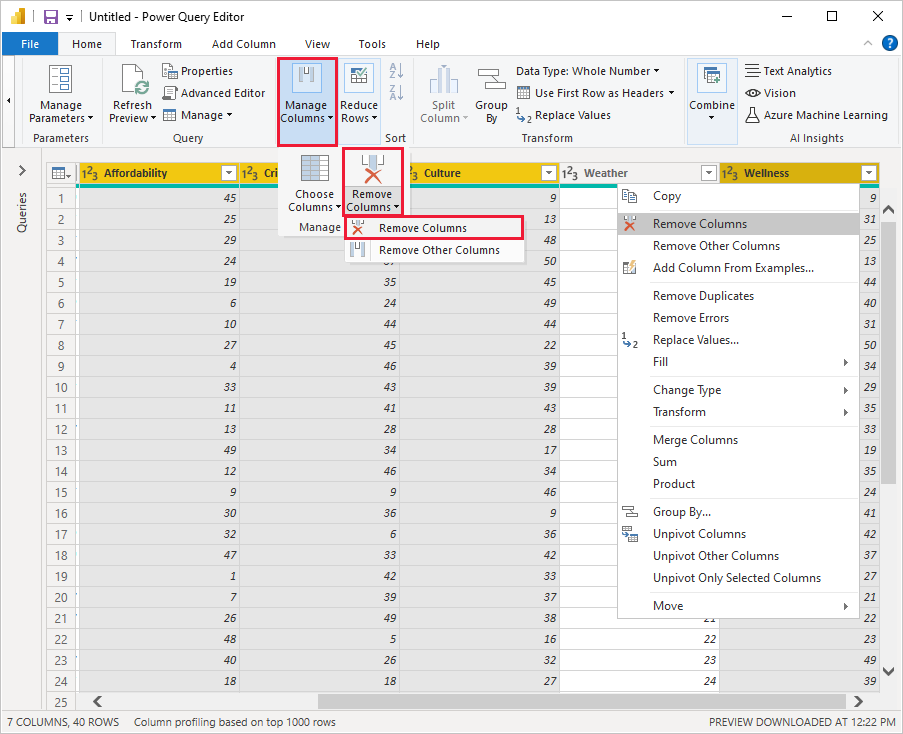 Untitled - Power Query Editor
File Home Transform Add Column View Tools Help
Manage Parameters
Parameters
Refresh Preview
Properties
Advanced Editor
Manage
Query
Manage Columns
Reduce Rows
Sort
Split Column
Group By
Data Type: Whole Number
Use First Row as Headers
Replace Values
Transform
Combine
Text Analytics
Vision
Azure Machine Learning
AI Insights
Choose Columns
Remove Columns
Manage
Remove Columns
Remove Other Columns
Queries
Affordability Culture Weather Wellness
1 45 9 9
2 25 13 31
3 29 48 25
4 24 50 13
5 19 35 45 44
6 6 24 49 40
7 10 44 44 31
8 27 45 22 50
9 4 46 39 34
10 33 43 39 29
11 11 41 43 35
12 13 28 28 33
13 49 34 17 19
14 12 46 34 35
15 9 9 46 24
16 30 36 9 41
17 32 6 36 42
18 47 33 42 37
19 1 42 33 27
20 7 39 37 21
21 26 49 38 21 22
22 48 5 16 22 23
23 40 26 32 23 49
24 18 18 27 24 39
25
Copy
Remove Columns
Remove Other Columns
Add Column From Examples...
Remove Duplicates
Remove Errors
Replace Values...
Fill
Change Type
Transform
Merge Columns
Sum
Product
Group By...
Unpivot Columns
Unpivot Other Columns
Unpivot Only Selected Columns
Move
7 COLUMNS, 40 ROWS Column profiling based on top 1000 rows PREVIEW DOWNLOADED AT 12:22 PM